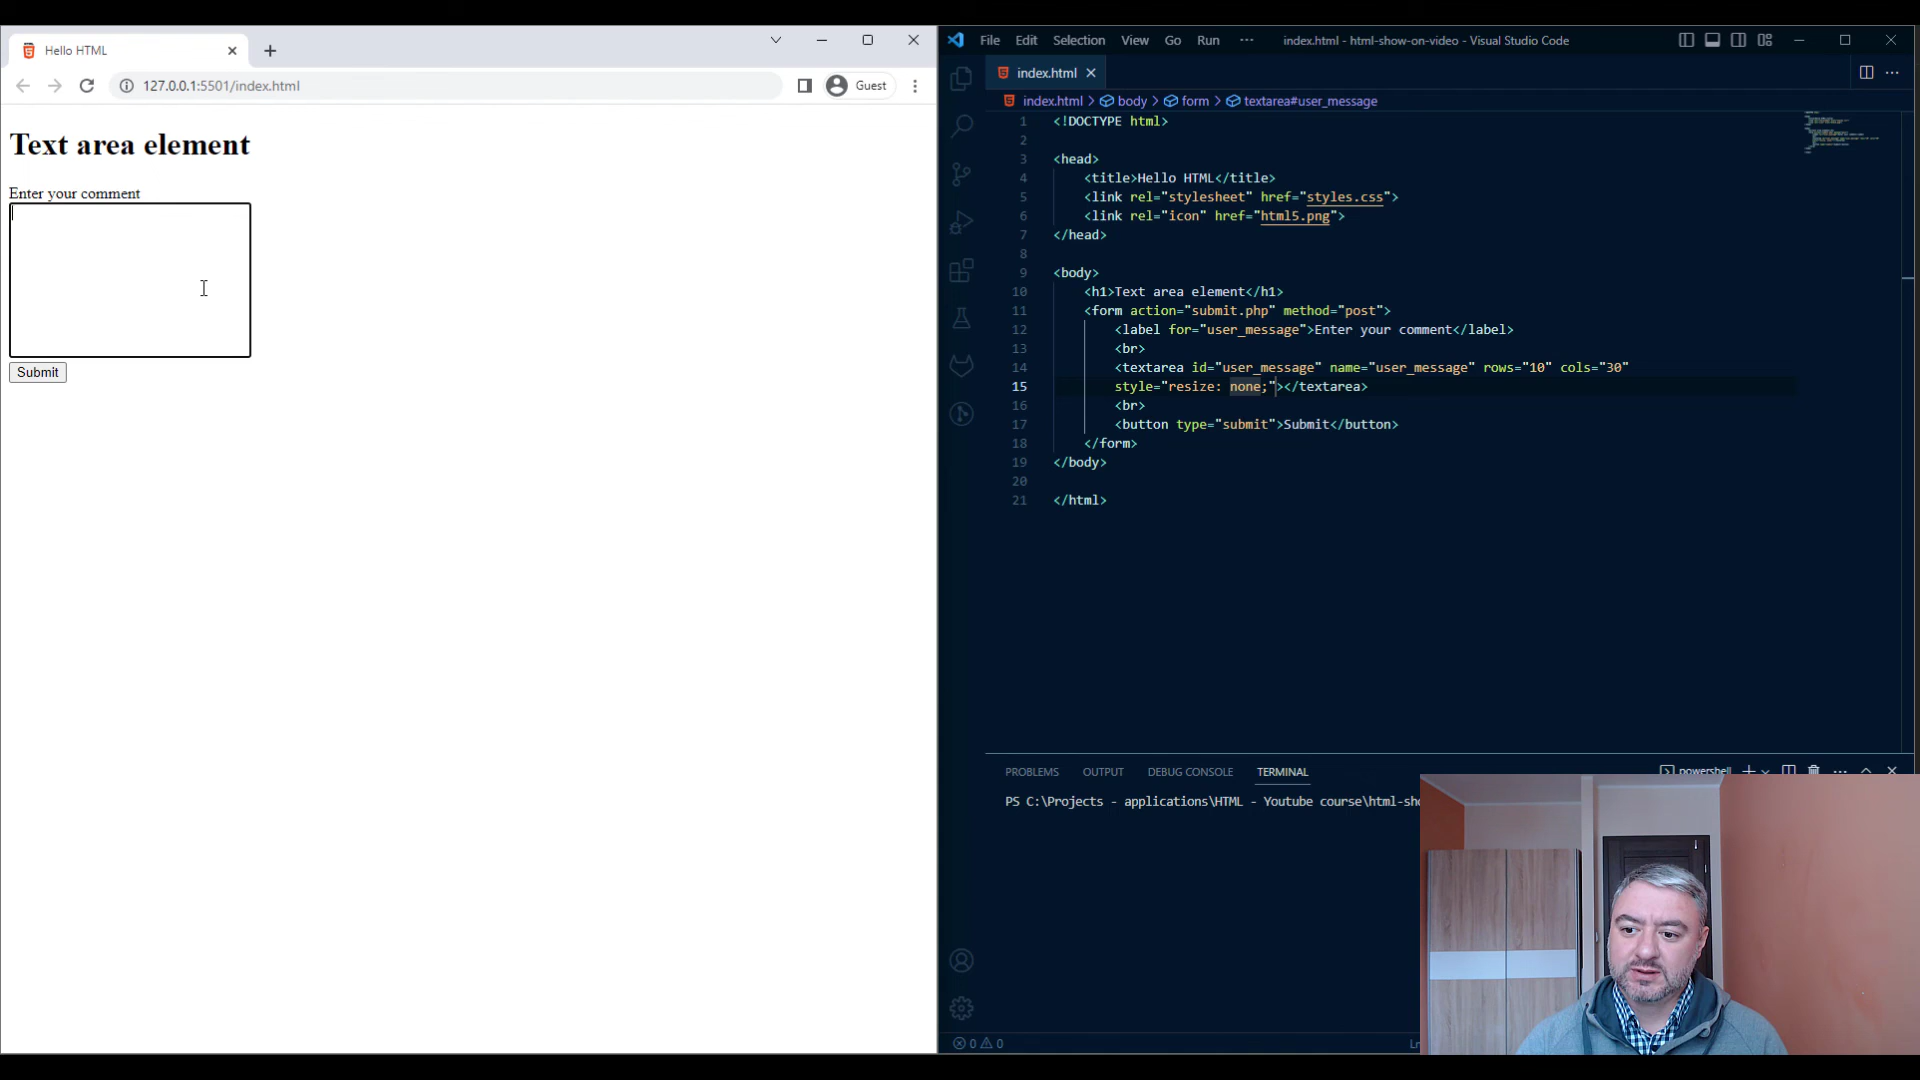 Hello HTML
127.0.0.1:5501/index.html
Guest
Text area element
Enter your comment
Submit
File Edit Selection View Go Run ··· index.html - html-show-on-video - Visual Studio Code
index.html
index.html > body > form > textarea#user_message
1 <!DOCTYPE html>
2
3 <head>
4 <title>Hello HTML</title>
5 <link rel="stylesheet" href="styles.css">
6 <link rel="icon" href="html5.png">
7 </head>
8
9 <body>
10 <h1>Text area element</h1>
11 <form action="submit.php" method="post">
12 <label for="user_message">Enter your comment</label>
13 <br>
14 <textarea id="user_message" name="user_message" rows="10" cols="30"
15 style="resize: none;"></textarea>
16 <br>
17 <button type="submit">Submit</button>
18 </form>
19 </body>
20
21 </html>
PROBLEMS OUTPUT DEBUG CONSOLE TERMINAL
powershell
PS C:\Projects - applications\HTML - Youtube course\html-sho
0 0
Ln